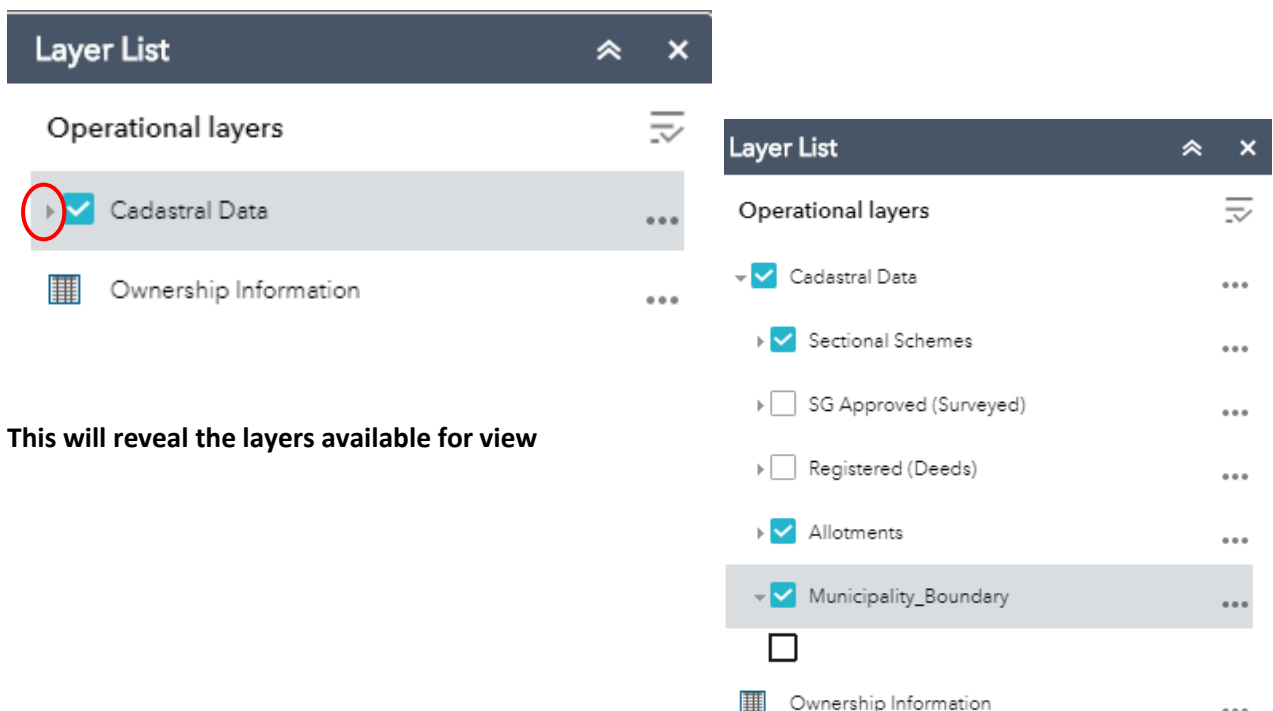 Layer List
Operational layers
Cadastral Data
Ownership Information
This will reveal the layers available for view
Layer List
Operational layers
Cadastral Data
Sectional Schemes
SG Approved (Surveyed)
Registered (Deeds)
Allotments
Municipality_Boundary
Ownership Information